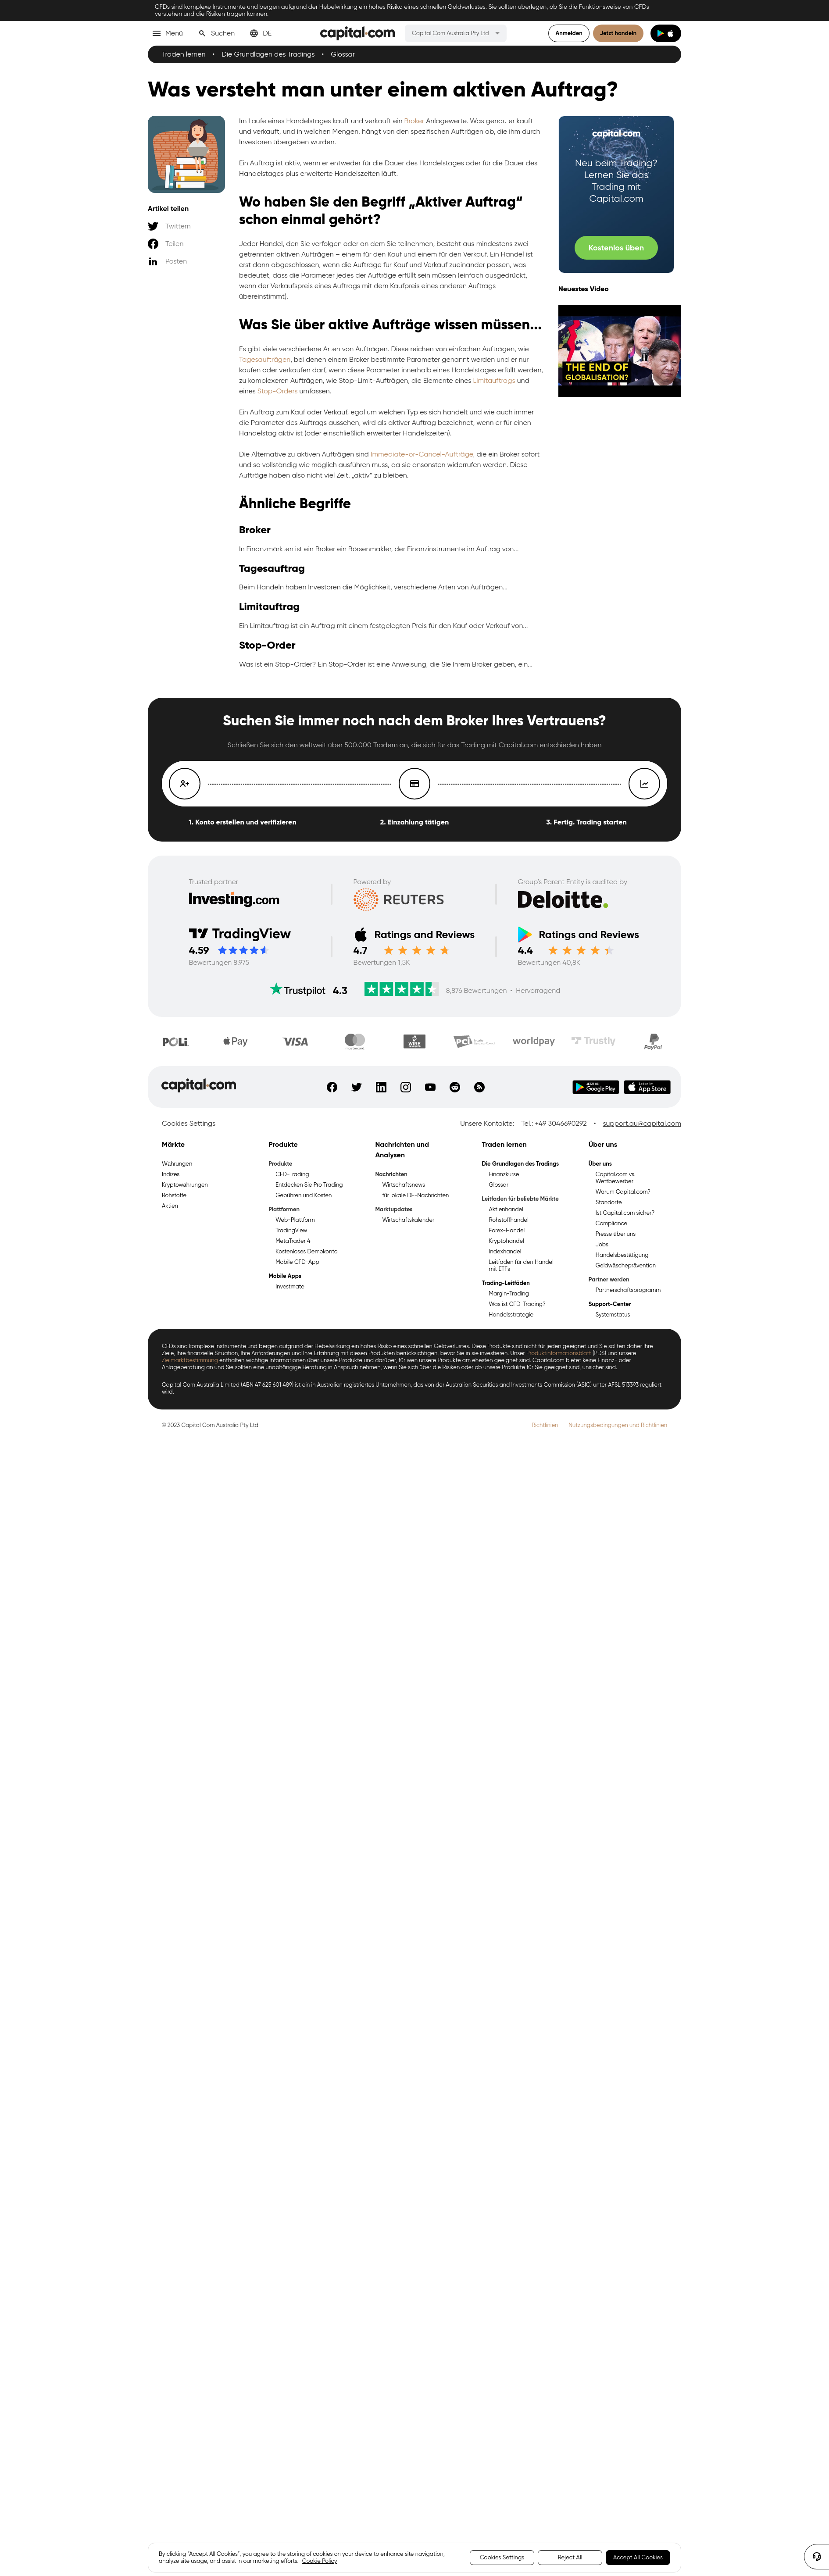 CFDs sind komplexe Instrumente und bergen aufgrund der Hebelwirkung ein hohes Risiko eines schnellen Geldverlustes. Sie sollten überlegen, ob Sie die Funktionsweise von CFDs
verstehen und die Risiken tragen können.
Menü
Suchen
DE
capital.com
Capital Com Australia Pty Ltd
Anmelden
Jetzt handeln
Traden lernen • Die Grundlagen des Tradings • Glossar
Was versteht man unter einem aktiven Auftrag?
Artikel teilen
Twittern
Teilen
Posten
Im Laufe eines Handelstages kauft und verkauft ein Broker Anlagewerte. Was genau er kauft
und verkauft, und in welchen Mengen, hängt von den spezifischen Aufträgen ab, die ihm durch
Investoren übergeben wurden.
Ein Auftrag ist aktiv, wenn er entweder für die Dauer des Handelstages oder für die Dauer des
Handelstages plus erweiterte Handelszeiten läuft.
Wo haben Sie den Begriff „Aktiver Auftrag“
schon einmal gehört?
Jeder Handel, den Sie verfolgen oder an dem Sie teilnehmen, besteht aus mindestens zwei
getrennten aktiven Aufträgen – einem für den Kauf und einem für den Verkauf. Ein Handel ist
erst dann abgeschlossen, wenn die Aufträge für Kauf und Verkauf zueinander passen, was
bedeutet, dass die Parameter jedes der Aufträge erfüllt sein müssen (einfach ausgedrückt,
wenn der Verkaufspreis eines Auftrags mit dem Kaufpreis eines anderen Auftrags
übereinstimmt).
Was Sie über aktive Aufträge wissen müssen...
Es gibt viele verschiedene Arten von Aufträgen. Diese reichen von einfachen Aufträgen, wie
Tagesaufträgen, bei denen einem Broker bestimmte Parameter genannt werden und er nur
kaufen oder verkaufen darf, wenn diese Parameter innerhalb eines Handelstages erfüllt werden,
zu komplexeren Aufträgen, wie Stop-Limit-Aufträgen, die Elemente eines Limitauftrags und
eines Stop-Orders umfassen.
Ein Auftrag zum Kauf oder Verkauf, egal um welchen Typ es sich handelt und wie auch immer
die Parameter des Auftrags aussehen, wird als aktiver Auftrag bezeichnet, wenn er für einen
Handelstag aktiv ist (oder einschließlich erweiterter Handelszeiten).
Die Alternative zu aktiven Aufträgen sind Immediate-or-Cancel-Aufträge, die ein Broker sofort
und so vollständig wie möglich ausführen muss, da sie ansonsten widerrufen werden. Diese
Aufträge haben also nicht viel Zeit, „aktiv“ zu bleiben.
Ähnliche Begriffe
Broker
In Finanzmärkten ist ein Broker ein Börsenmakler, der Finanzinstrumente im Auftrag von...
Tagesauftrag
Beim Handeln haben Investoren die Möglichkeit, verschiedene Arten von Aufträgen...
Limitauftrag
Ein Limitauftrag ist ein Auftrag mit einem festgelegten Preis für den Kauf oder Verkauf von...
Stop-Order
Was ist ein Stop-Order? Ein Stop-Order ist eine Anweisung, die Sie Ihrem Broker geben, ein...
capital.com
Neu beim Trading?
Lernen Sie das
Trading mit
Capital.com
Kostenlos üben
Neuestes Video
THE END OF
GLOBALISATION?
Suchen Sie immer noch nach dem Broker Ihres Vertrauens?
Schließen Sie sich den weltweit über 500.000 Tradern an, die sich für das Trading mit Capital.com entschieden haben
1. Konto erstellen und verifizieren
2. Einzahlung tätigen
3. Fertig. Trading starten
Trusted partner
Investing.com
Powered by
REUTERS
Group's Parent Entity is audited by
Deloitte.
TradingView
4.59
Bewertungen 8,975
Ratings and Reviews
4.7
Bewertungen 1,5K
Ratings and Reviews
4.4
Bewertungen 40,8K
Trustpilot 4.3
8,876 Bewertungen • Hervorragend
POLi
Pay
VISA
mastercard
WIRE
PCI
worldpay
Trustly
PayPal
capital.com
Google Play
App Store
Cookies Settings
Unsere Kontakte: Tel.: +49 3046690292 • support.au@capital.com
Märkte
Währungen
Indizes
Kryptowährungen
Rohstoffe
Aktien
Produkte
Produkte
CFD-Trading
Entdecken Sie Pro Trading
Gebühren und Kosten
Plattformen
Web-Plattform
TradingView
MetaTrader 4
Kostenloses Demokonto
Mobile CFD-App
Mobile Apps
Investmate
Nachrichten und
Analysen
Nachrichten
Wirtschaftsnews
für lokale DE-Nachrichten
Marktupdates
Wirtschaftskalender
Traden lernen
Die Grundlagen des Tradings
Finanzkurse
Glossar
Leitfaden für beliebte Märkte
Aktienhandel
Rohstoffhandel
Forex-Handel
Kryptohandel
Indexhandel
Leitfaden für den Handel
mit ETFs
Trading-Leitfäden
Margin-Trading
Was ist CFD-Trading?
Handelsstrategie
Über uns
Über uns
Capital.com vs.
Wettbewerber
Warum Capital.com?
Standorte
Ist Capital.com sicher?
Compliance
Presse über uns
Jobs
Handelsbestätigung
Geldwäscheprävention
Partner werden
Partnerschaftsprogramm
Support-Center
Systemstatus
CFDs sind komplexe Instrumente und bergen aufgrund der Hebelwirkung ein hohes Risiko eines schnellen Geldverlustes. Diese Produkte sind nicht für jeden geeignet und Sie sollten daher Ihre
Ziele, Ihre finanzielle Situation, Ihre Anforderungen und Ihre Erfahrung mit diesen Produkten berücksichtigen, bevor Sie in sie investieren. Unser Produktinformationsblatt (PDS) und unsere
Zielmarktbestimmung enthalten wichtige Informationen über unsere Produkte und darüber, für wen unsere Produkte am ehesten geeignet sind. Capital.com bietet keine Finanz- oder
Anlageberatung an und Sie sollten eine unabhängige Beratung in Anspruch nehmen, wenn Sie sich über die Risiken oder ob unsere Produkte für Sie geeignet sind, unsicher sind.
Capital Com Australia Limited (ABN 47 625 601 489) ist ein in Australien registriertes Unternehmen, das von der Australian Securities and Investments Commission (ASIC) unter AFSL 513393 reguliert
wird.
© 2023 Capital Com Australia Pty Ltd
Richtlinien
Nutzungsbedingungen und Richtlinien
By clicking “Accept All Cookies”, you agree to the storing of cookies on your device to enhance site navigation,
analyze site usage, and assist in our marketing efforts. Cookie Policy
Cookies Settings
Reject All
Accept All Cookies